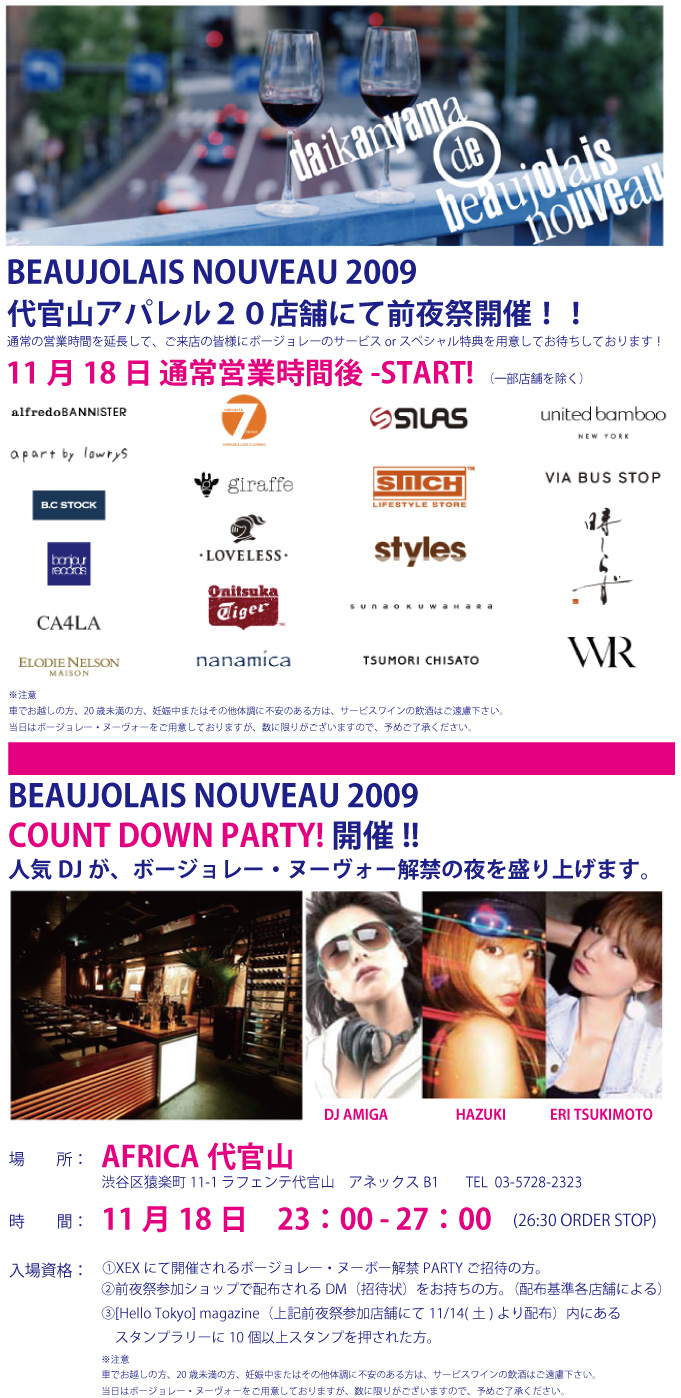 daikanyama
de
beaujolais
nouveau
BEAUJOLAIS NOUVEAU 2009
代官山アパレル２０店舗にて前夜祭開催！！
通常の営業時間を延長して、ご来店の皆様にボージョレーのサービス or スペシャル特典を用意してお待ちしております！
11 月 18 日 通常営業時間後 -START! （一部店舗を除く）
alfredoBANNISTER
apart by lowrys
B.C STOCK
bonjour
records
CA4LA
ELODIE NELSON
MAISON
7
giraffe
·LOVELESS·
Onitsuka
Tiger
nanamica
SILAS
STITCH™
LIFESTYLE STORE
styles
sunaokuwahara
TSUMORI CHISATO
united bamboo
NEW YORK
VIA BUS STOP
時しらず
WR
※注意
車でお越しの方、20 歳未満の方、妊娠中またはその他体調に不安のある方は、サービスワインの飲酒はご遠慮下さい。
当日はボージョレー・ヌーヴォーをご用意しておりますが、数に限りがございますので、予めご了承ください。
BEAUJOLAIS NOUVEAU 2009
COUNT DOWN PARTY! 開催 !!
人気 DJ が、ボージョレー・ヌーヴォー解禁の夜を盛り上げます。
DJ AMIGA
HAZUKI
ERI TSUKIMOTO
場　所： AFRICA 代官山
渋谷区猿楽町 11-1 ラフェンテ代官山　アネックス B1　TEL 03-5728-2323
時　間： 11 月 18 日　23：00 - 27：00　(26:30 ORDER STOP)
入場資格： ①XEX にて開催されるボージョレー・ヌーボー解禁 PARTY ご招待の方。
②前夜祭参加ショップで配布される DM（招待状）をお持ちの方。（配布基準各店舗による）
③[Hello Tokyo] magazine（上記前夜祭参加店舗にて 11/14( 土 ) より配布）内にある
スタンプラリーに 10 個以上スタンプを押された方。
※注意
車でお越しの方、20 歳未満の方、妊娠中またはその他体調に不安のある方は、サービスワインの飲酒はご遠慮下さい。
当日はボージョレー・ヌーヴォーをご用意しておりますが、数に限りがございますので、予めご了承ください。